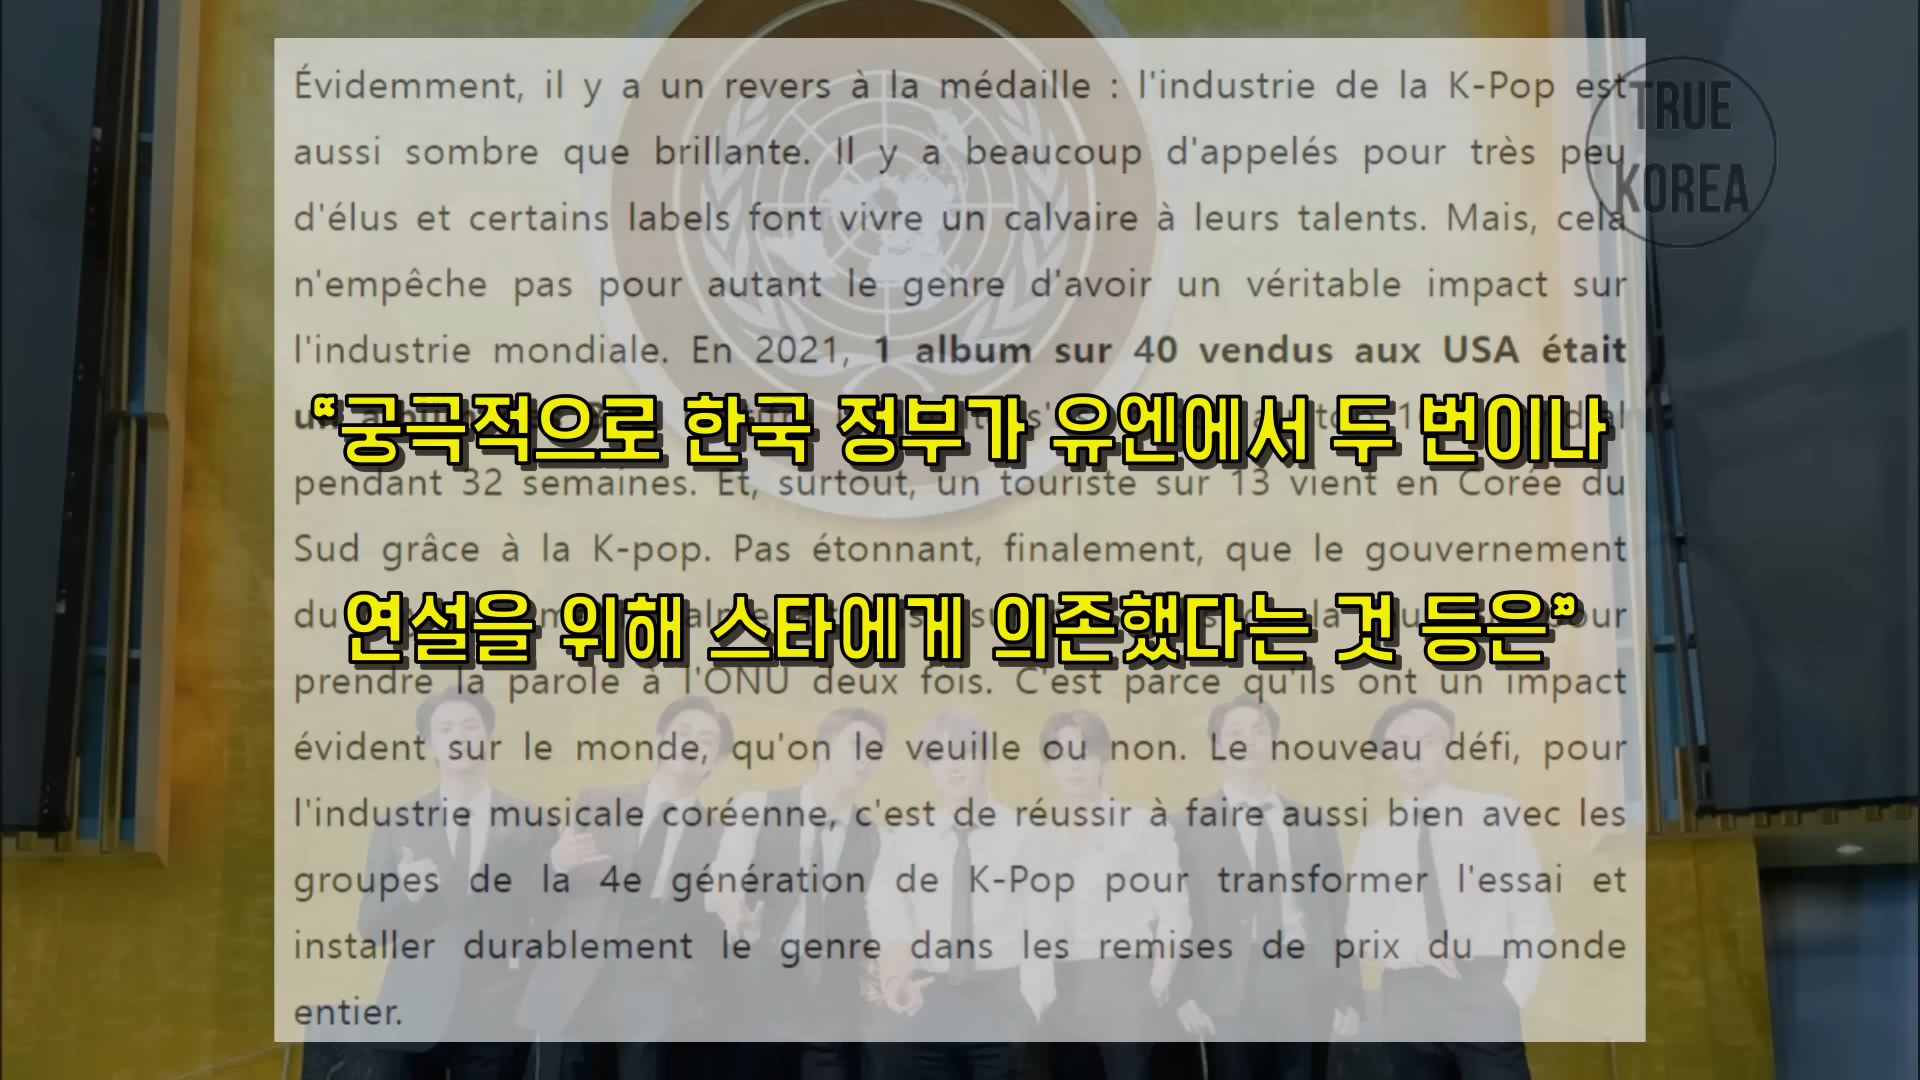 Évidemment, il y a un revers à la médaille : l'industrie de la K-Pop est
aussi sombre que brillante. Il y a beaucoup d'appelés pour très peu
d'élus et certains labels font vivre un calvaire à leurs talents. Mais, cela
n'empêche pas pour autant le genre d'avoir un véritable impact sur
l'industrie mondiale. En 2021, 1 album sur 40 vendus aux USA était
“궁극적으로 한국 정부가 유엔에서 두 번이나
pendant 32 semaines. Et, surtout, un touriste sur 13 vient en Corée du
Sud grâce à la K-pop. Pas étonnant, finalement, que le gouvernement
연설을 위해 스타에게 의존했다는 것 등은”
prendre la parole à l'ONU deux fois. C'est parce qu'ils ont un impact
évident sur le monde, qu'on le veuille ou non. Le nouveau défi, pour
l'industrie musicale coréenne, c'est de réussir à faire aussi bien avec les
groupes de la 4e génération de K-Pop pour transformer l'essai et
installer durablement le genre dans les remises de prix du monde
entier.
TRUE
KOREA